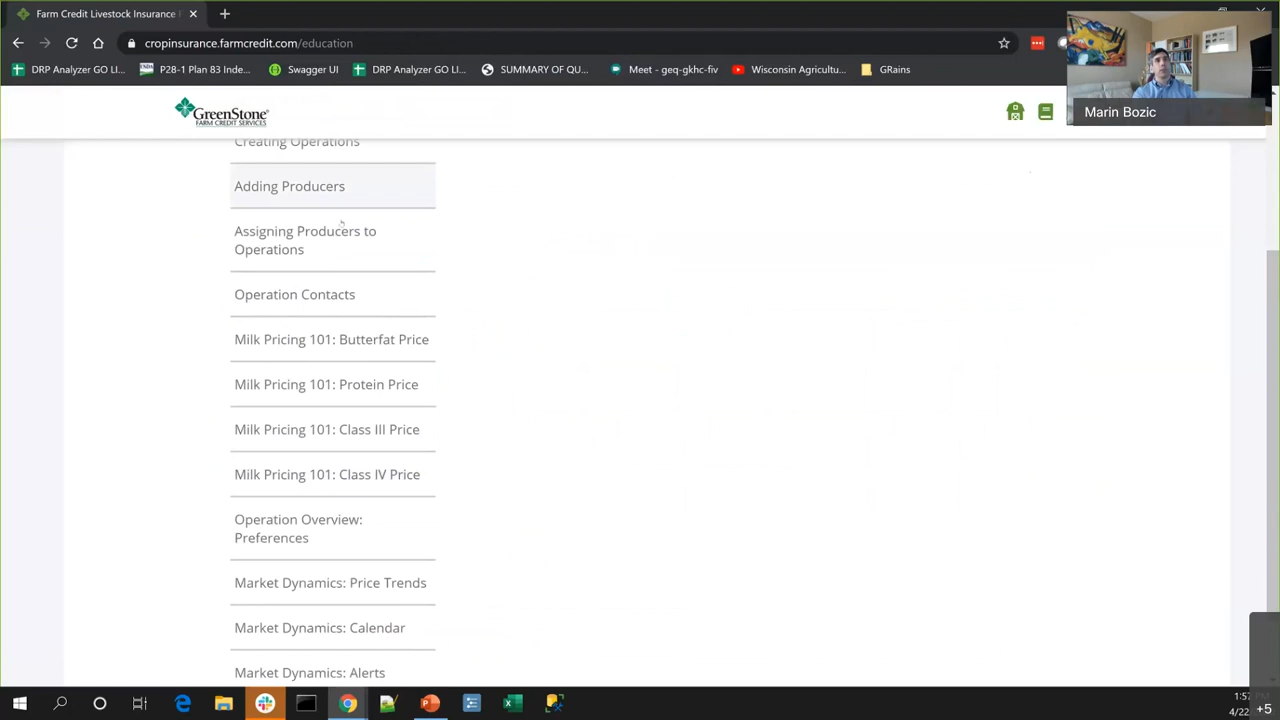 Farm Credit Livestock Insurance
cropinsurance.farmcredit.com/education
DRP Analyzer GO LI...
P28-1 Plan 83 Inde...
Swagger UI
DRP Analyzer GO LI...
SUMMARY OF QU...
Meet - geq-gkhc-fiv
Wisconsin Agricultu...
GRains
Marin Bozic
GREENSTONE
FARM CREDIT SERVICES
Creating Operations
Adding Producers
Assigning Producers to
Operations
Operation Contacts
Milk Pricing 101: Butterfat Price
Milk Pricing 101: Protein Price
Milk Pricing 101: Class III Price
Milk Pricing 101: Class IV Price
Operation Overview:
Preferences
Market Dynamics: Price Trends
Market Dynamics: Calendar
Market Dynamics: Alerts
+5